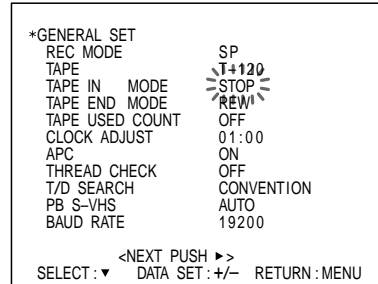 *GENERAL SET
REC MODE SP
TAPE T-120
TAPE IN MODE STOP
TAPE END MODE REW
TAPE USED COUNT OFF
CLOCK ADJUST 01:00
APC ON
THREAD CHECK OFF
T/D SEARCH CONVENTION
PB S–VHS AUTO
BAUD RATE 19200
<NEXT PUSH ►>
SELECT:▼ DATA SET:+/– RETURN:MENU